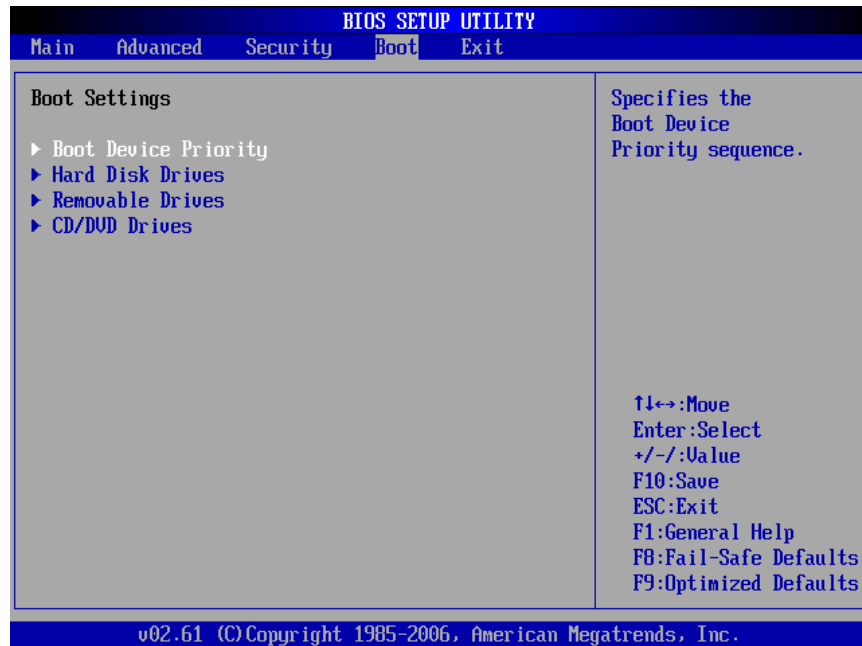 BIOS SETUP UTILITY
Main Advanced Security Boot Exit
Boot Settings
▶ Boot Device Priority
▶ Hard Disk Drives
▶ Removable Drives
▶ CD/DVD Drives
Specifies the
Boot Device
Priority sequence.
↑↓←→:Move
Enter:Select
+/-/:Value
F10:Save
ESC:Exit
F1:General Help
F8:Fail-Safe Defaults
F9:Optimized Defaults
v02.61 (C)Copyright 1985-2006, American Megatrends, Inc.